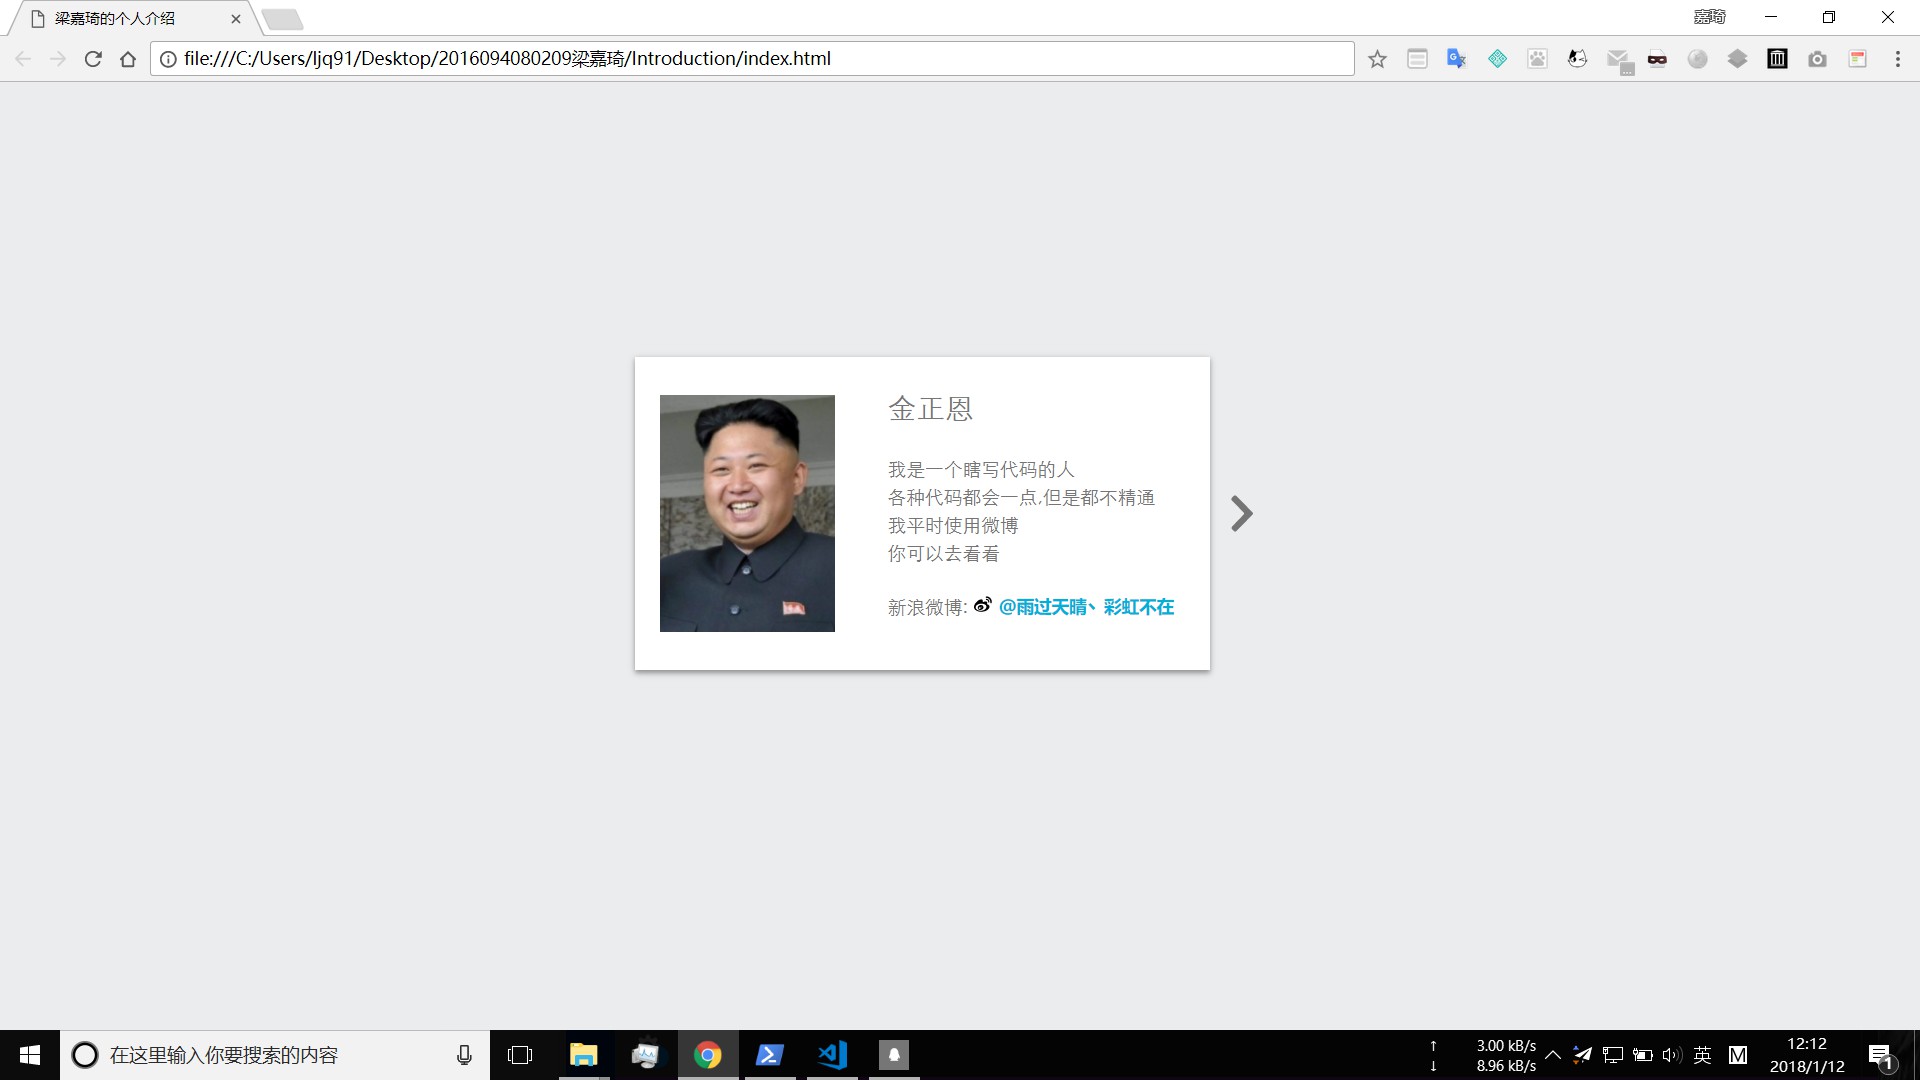 梁嘉琦的个人介绍
嘉琦
file:///C:/Users/ljq91/Desktop/2016094080209梁嘉琦/Introduction/index.html
金正恩
我是一个瞎写代码的人
各种代码都会一点,但是都不精通
我平时使用微博
你可以去看看
新浪微博: @雨过天晴丶彩虹不在
在这里输入你要搜索的内容
↑ 3.00 kB/s
↓ 8.96 kB/s
英
M
12:12
2018/1/12
1